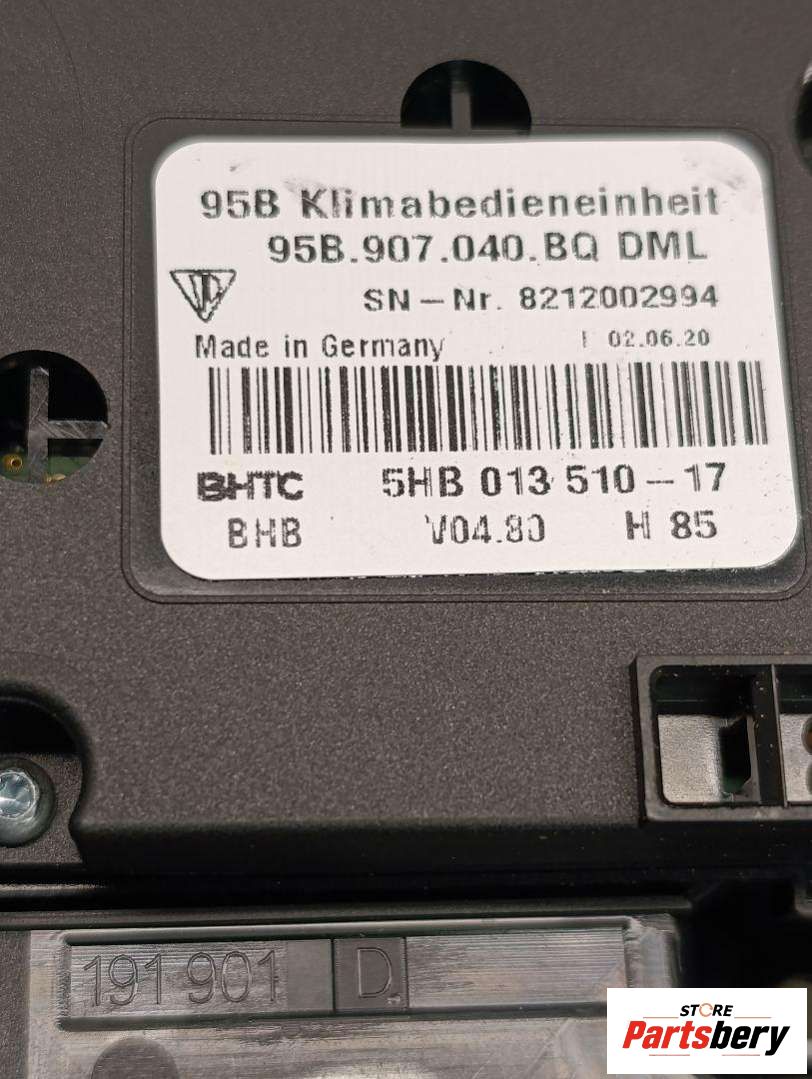 95B Klimabedieneinheit
95B.907.040.BQ DML
SN-Nr. 8212002994
Made in Germany
02.06.20
BHTC 5HB 013 510-17
BHB V04.80 H 85
191 901 D
STORE
Partsbery